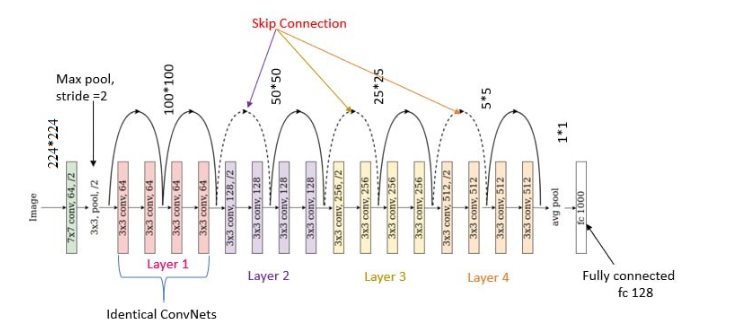 Skip Connection
Max pool,
stride =2
224*224
100*100
50*50
25*25
5*5
1*1
Image
7x7 conv, 64, /2
3x3, pool, /2
3x3 conv, 64
3x3 conv, 64
3x3 conv, 64
3x3 conv, 64
3x3 conv, 128, /2
3x3 conv, 128
3x3 conv, 128
3x3 conv, 128
3x3 conv, 256, /2
3x3 conv, 256
3x3 conv, 256
3x3 conv, 256
3x3 conv, 512, /2
3x3 conv, 512
3x3 conv, 512
3x3 conv, 512
avg pool
fc 1000
Layer 1
Layer 2
Layer 3
Layer 4
Fully connected
fc 128
Identical ConvNets